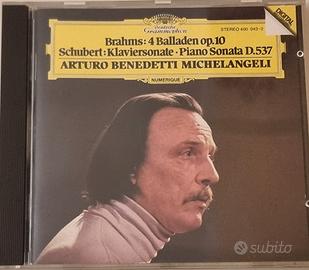 Deutsche
Grammophon
STEREO 400 043-2
DIGITAL
Brahms: 4 Balladen op. 10
Schubert: Klaviersonate · Piano Sonata D. 537
ARTURO BENEDETTI MICHELANGELI
NUMERIQUE
subito